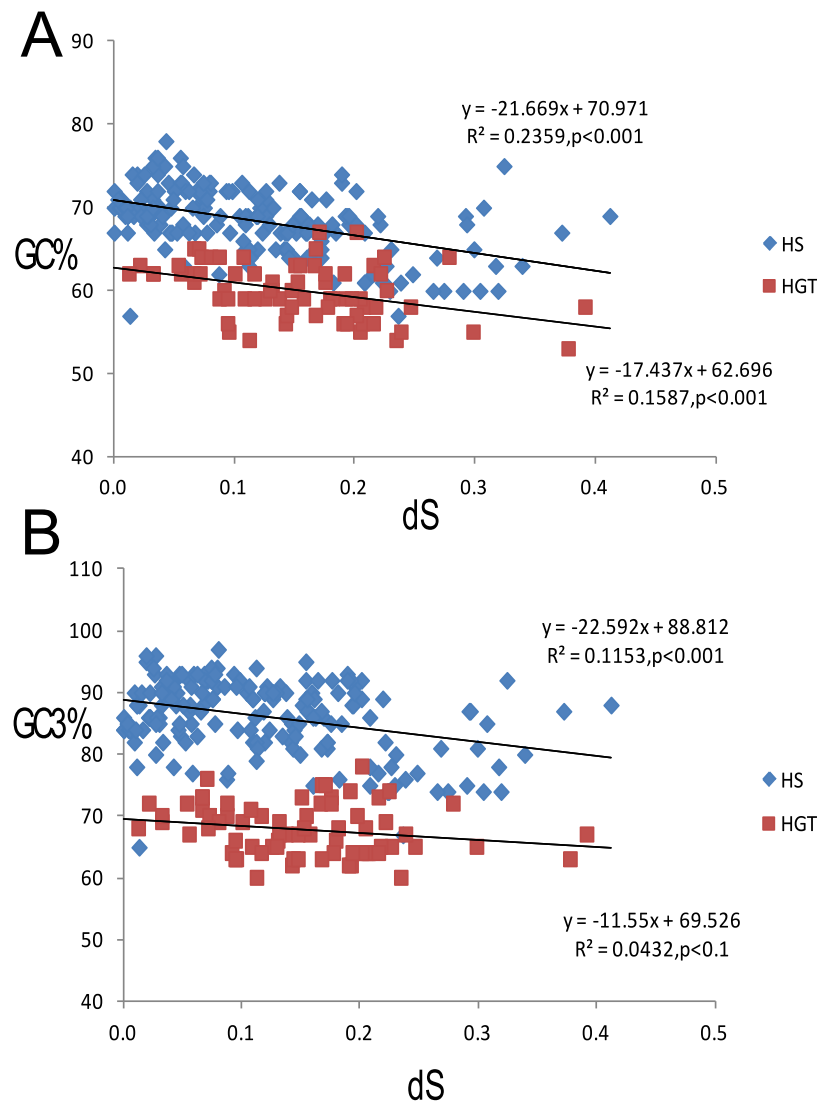 A
90
80
70
60
50
40
GC%
y = -21.669x + 70.971
R² = 0.2359,p<0.001
HS
HGT
y = -17.437x + 62.696
R² = 0.1587,p<0.001
0.0 0.1 0.2 0.3 0.4 0.5
dS
B
110
100
90
80
70
60
50
40
GC3%
y = -22.592x + 88.812
R² = 0.1153,p<0.001
HS
HGT
y = -11.55x + 69.526
R² = 0.0432,p<0.1
0.0 0.1 0.2 0.3 0.4 0.5
dS